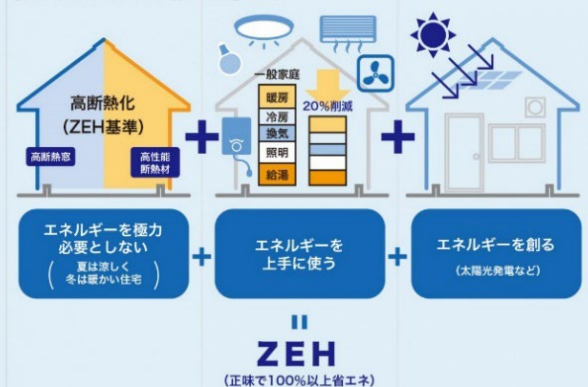 高断熱化
(ZEH基準)
高断熱窓
高性能
断熱材
一般家庭
暖房
冷房
換気
照明
給湯
20%削減
エネルギーを極力
必要としない
(夏は涼しく
冬は暖かい住宅)
エネルギーを
上手に使う
エネルギーを創る
(太陽光発電など)
ZEH
(正味で100%以上省エネ)